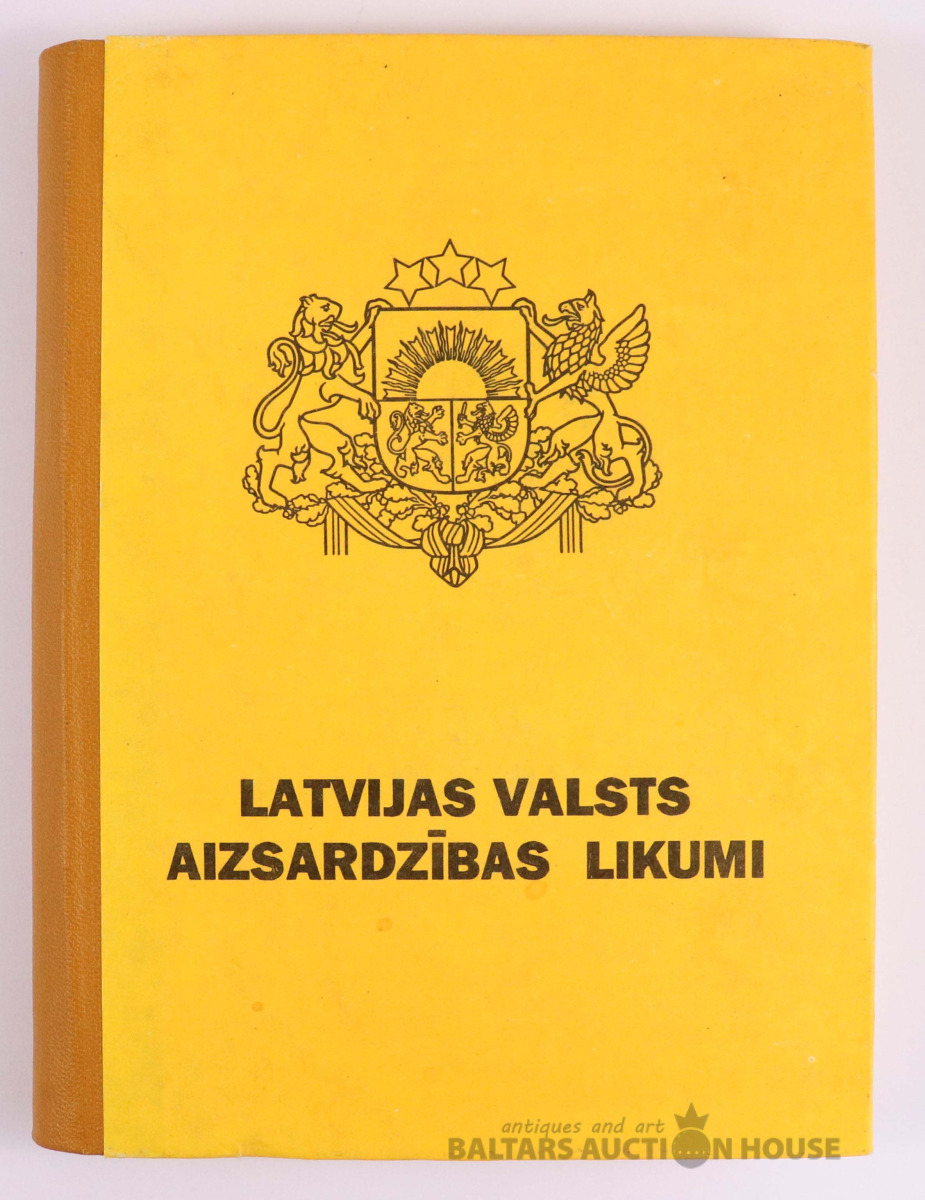 LATVIJAS VALSTS
AIZSARDZĪBAS LIKUMI
antiques and art
BALTARS AUCTION HOUSE